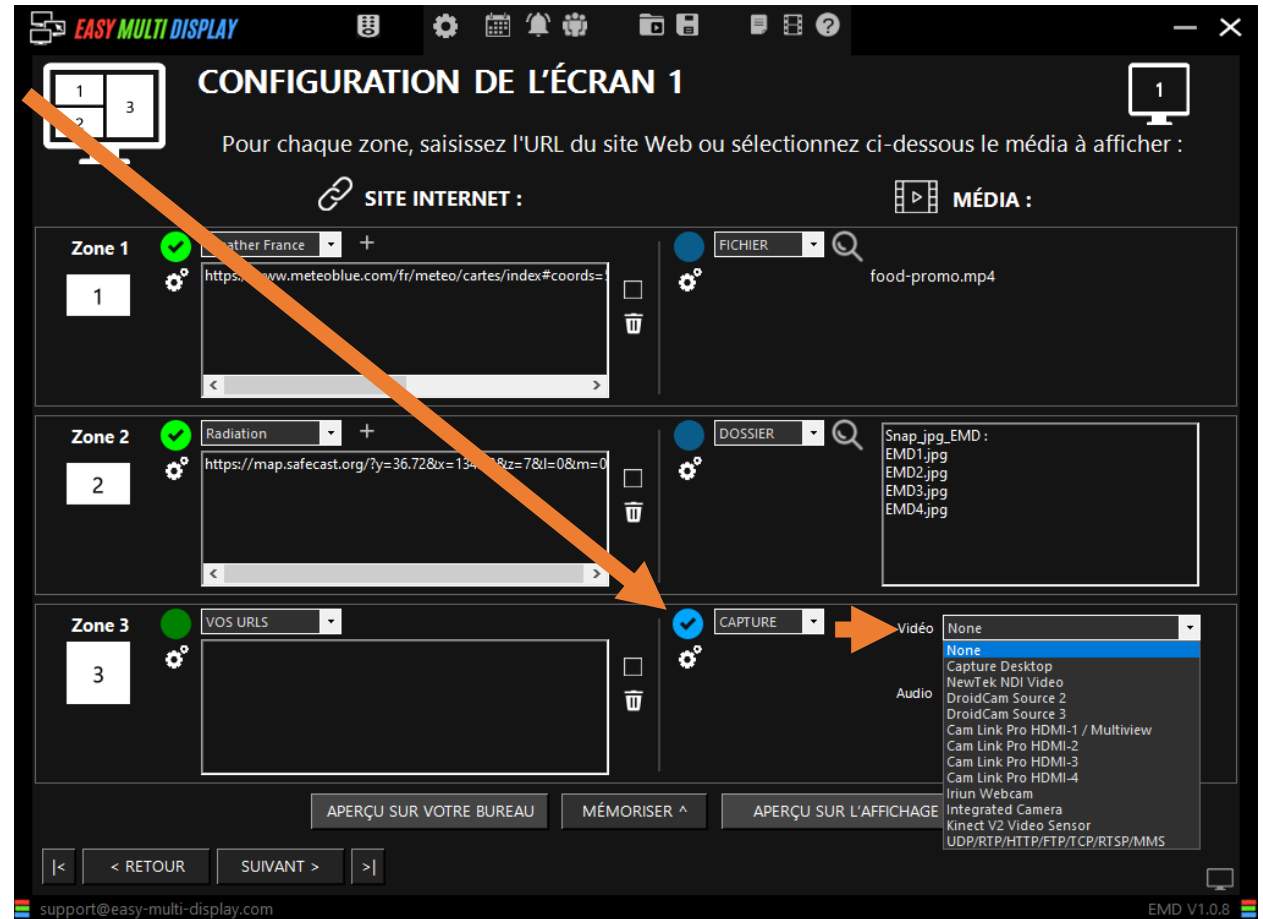 EASY MULTI DISPLAY
1
2
3
CONFIGURATION DE L'ÉCRAN 1
1
Pour chaque zone, saisissez l'URL du site Web ou sélectionnez ci-dessous le média à afficher :
SITE INTERNET :
MÉDIA :
Zone 1
France
+
FICHIER
1
https://www.meteoblue.com/fr/meteo/cartes/index#coords=
food-promo.mp4
Zone 2
Radiation
+
DOSSIER
2
https://map.safecast.org/?y=36.72&x=134
&z=7&l=0&m=0
Snap_jpg_EMD :
EMD1.jpg
EMD2.jpg
EMD3.jpg
EMD4.jpg
Zone 3
VOS URLS
CAPTURE
3
Vidéo
None
None
Capture Desktop
NewTek NDI Video
DroidCam Source 2
Audio
DroidCam Source 3
Cam Link Pro HDMI-1 / Multiview
Cam Link Pro HDMI-2
Cam Link Pro HDMI-3
Cam Link Pro HDMI-4
Iriun Webcam
Integrated Camera
Kinect V2 Video Sensor
UDP/RTP/HTTP/FTP/TCP/RTSP/MMS
APERÇU SUR VOTRE BUREAU
MÉMORISER ^
APERÇU SUR L'AFFICHAGE
|<
< RETOUR
SUIVANT >
>|
support@easy-multi-display.com
EMD V1.0.8